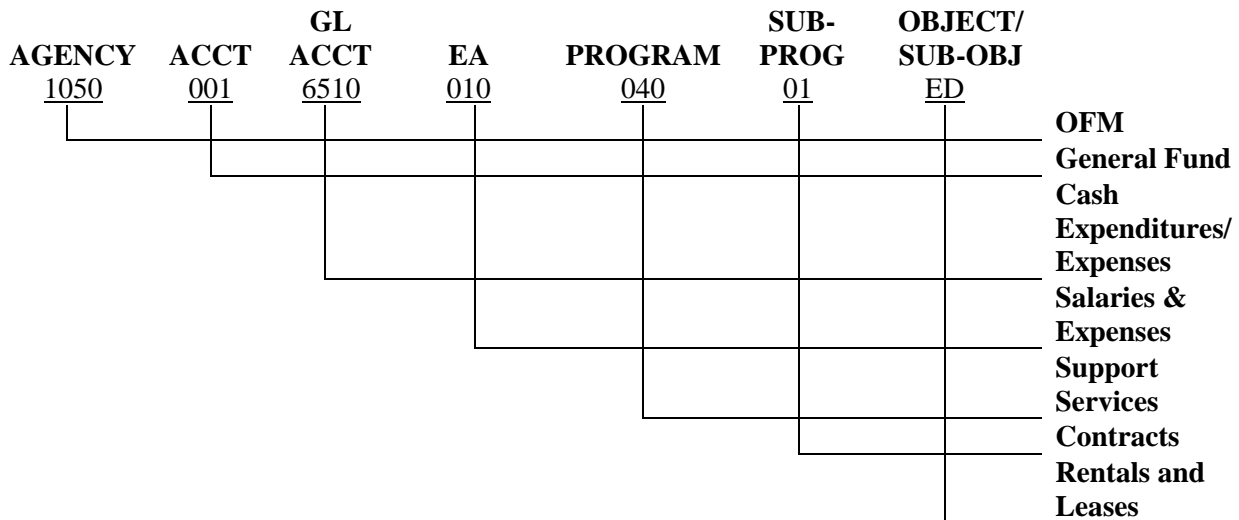 GL SUB- OBJECT/
AGENCY ACCT ACCT EA PROGRAM PROG SUB-OBJ
1050 001 6510 010 040 01 ED
OFM
General Fund
Cash
Expenditures/
Expenses
Salaries &
Expenses
Support
Services
Contracts
Rentals and
Leases